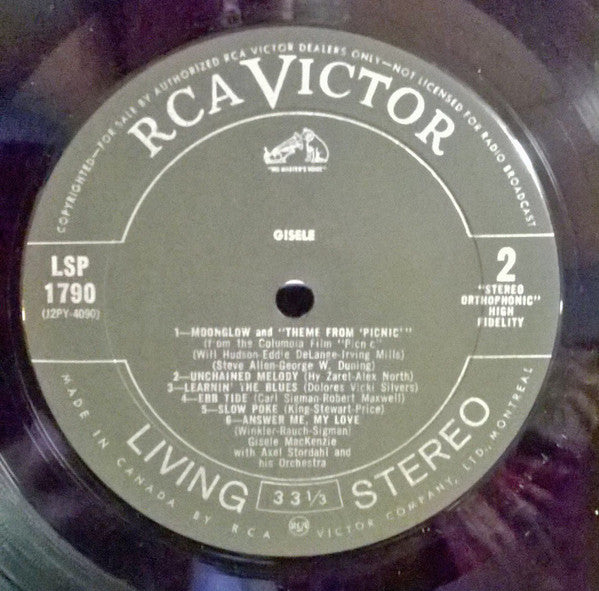 COPYRIGHTED—FOR SALE BY AUTHORIZED RCA VICTOR DEALERS ONLY—NOT LICENSED FOR RADIO BROADCAST
RCA VICTOR
"HIS MASTER'S VOICE"
GISELE
LSP
1790
(J2PY-4090)
2
"STEREO
ORTHOPHONIC"
HIGH
FIDELITY
1—MOONGLOW and "THEME FROM 'PICNIC'"
(from the Columbia Film "Picnic")
(Will Hudson-Eddie DeLange-Irving Mills)
(Steve Allen-George W. Duning)
2—UNCHAINED MELODY (Hy Zaret-Alex North)
3—LEARNIN' THE BLUES (Dolores Vicki Silvers)
4—EBB TIDE (Carl Sigman-Robert Maxwell)
5—SLOW POKE (King-Stewart-Price)
6—ANSWER ME, MY LOVE
(Winkler-Rauch-Sigman)
Gisele MacKenzie
with Axel Stordahl and
his Orchestra
LIVING STEREO
33 1/3
MADE IN CANADA BY RCA VICTOR COMPANY, LTD., MONTREAL
RCA